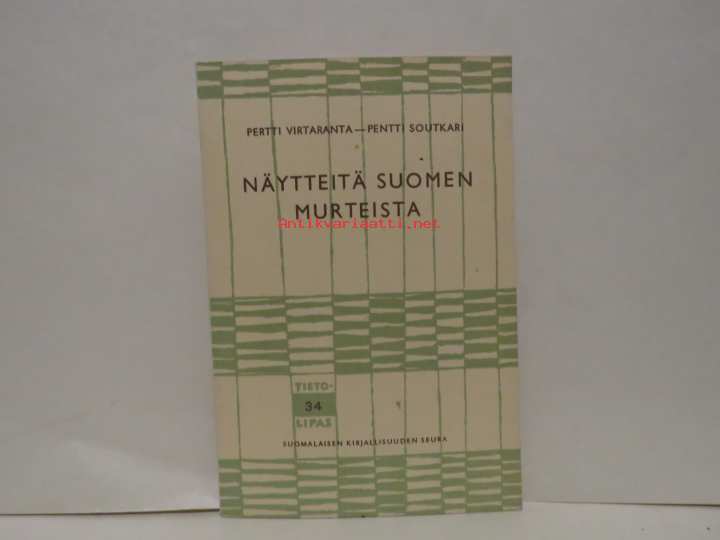 PERTTI VIRTARANTA — PENTTI SOUTKARI
NÄYTTEITÄ SUOMEN
MURTEISTA
Antikvariaatti.net
TIETO-
34
LIPAS
SUOMALAISEN KIRJALLISUUDEN SEURA